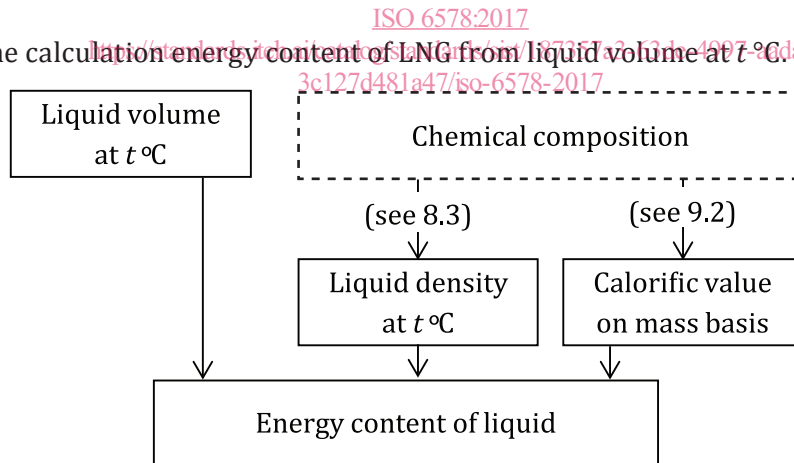 ISO 6578:2017
ne calculation energy content of LNG from liquid volume at t °C.
3c127d481a47/iso-6578-2017
Liquid volume
at t °C
Chemical composition
(see 8.3)
(see 9.2)
Liquid density
at t °C
Calorific value
on mass basis
Energy content of liquid